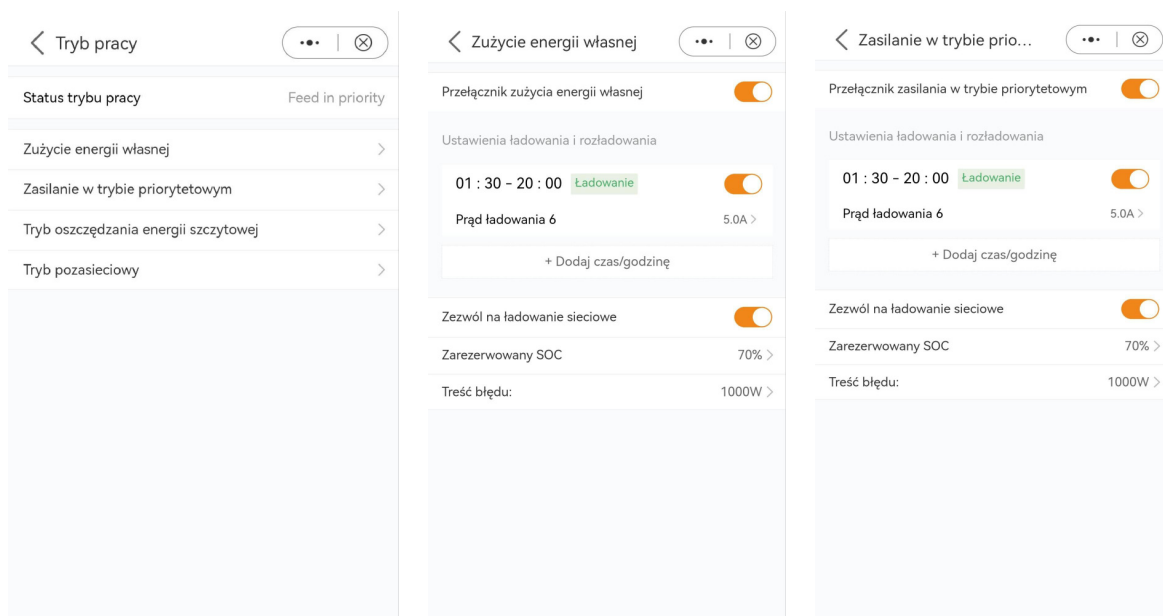 Tryb pracy
Status trybu pracy Feed in priority
Zużycie energii własnej
Zasilanie w trybie priorytetowym
Tryb oszczędzania energii szczytowej
Tryb pozasieciowy
Zużycie energii własnej
Przełącznik zużycia energii własnej
Ustawienia ładowania i rozładowania
01 : 30 – 20 : 00 Ładowanie
Prąd ładowania 6 5.0A
+ Dodaj czas/godzinę
Zezwól na ładowanie sieciowe
Zarezerwowany SOC 70%
Treść błędu: 1000W
Zasilanie w trybie prio...
Przełącznik zasilania w trybie priorytetowym
Ustawienia ładowania i rozładowania
01 : 30 – 20 : 00 Ładowanie
Prąd ładowania 6 5.0A
+ Dodaj czas/godzinę
Zezwól na ładowanie sieciowe
Zarezerwowany SOC 70%
Treść błędu: 1000W